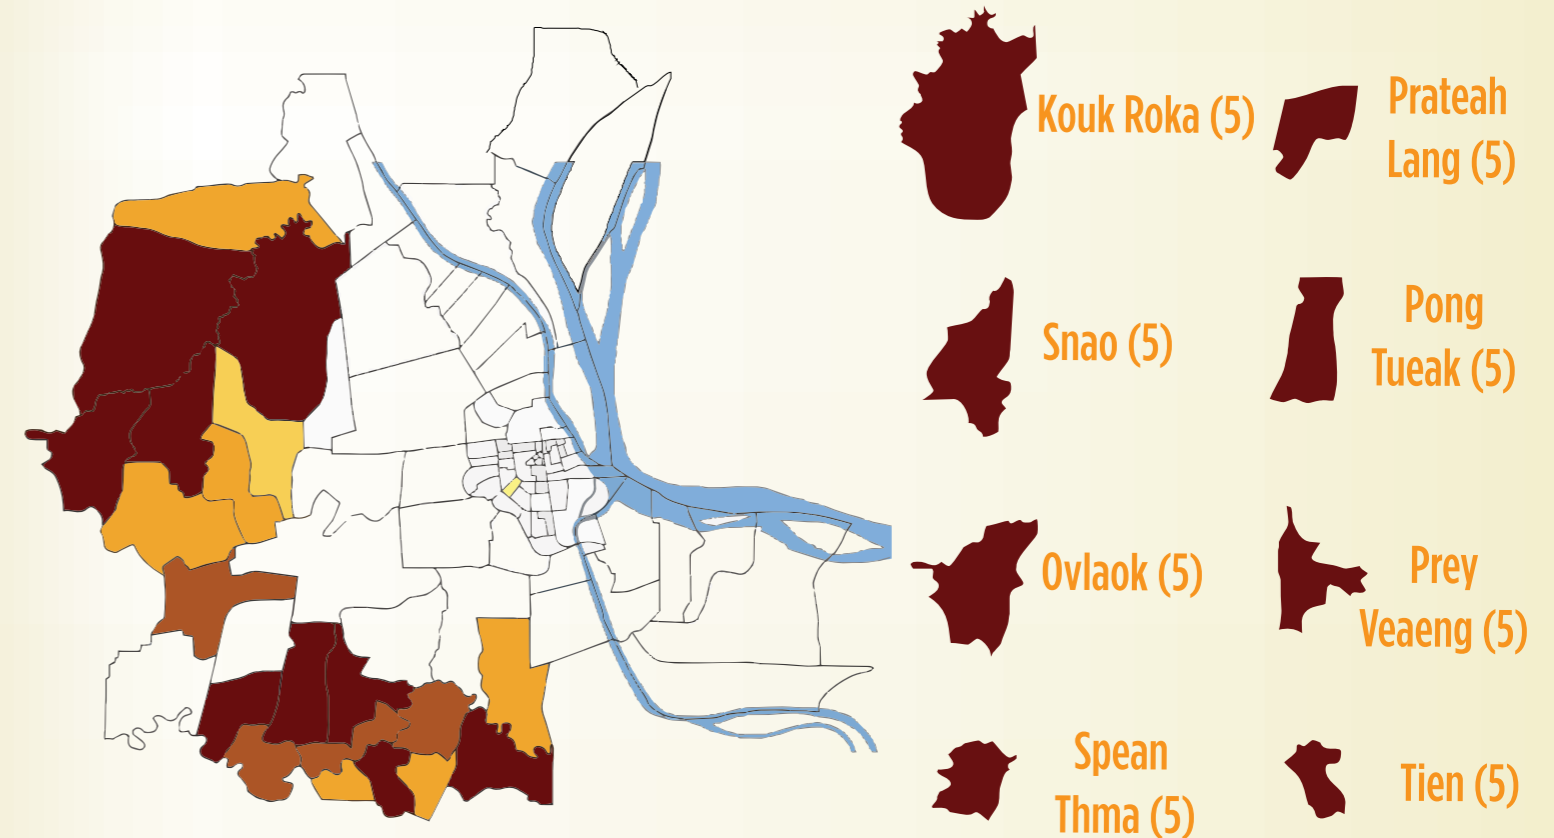 Kouk Roka (5)
Prateah
Lang (5)
Snao (5)
Pong
Tueak (5)
Ovlaok (5)
Prey
Veaeng (5)
Spean
Thma (5)
Tien (5)